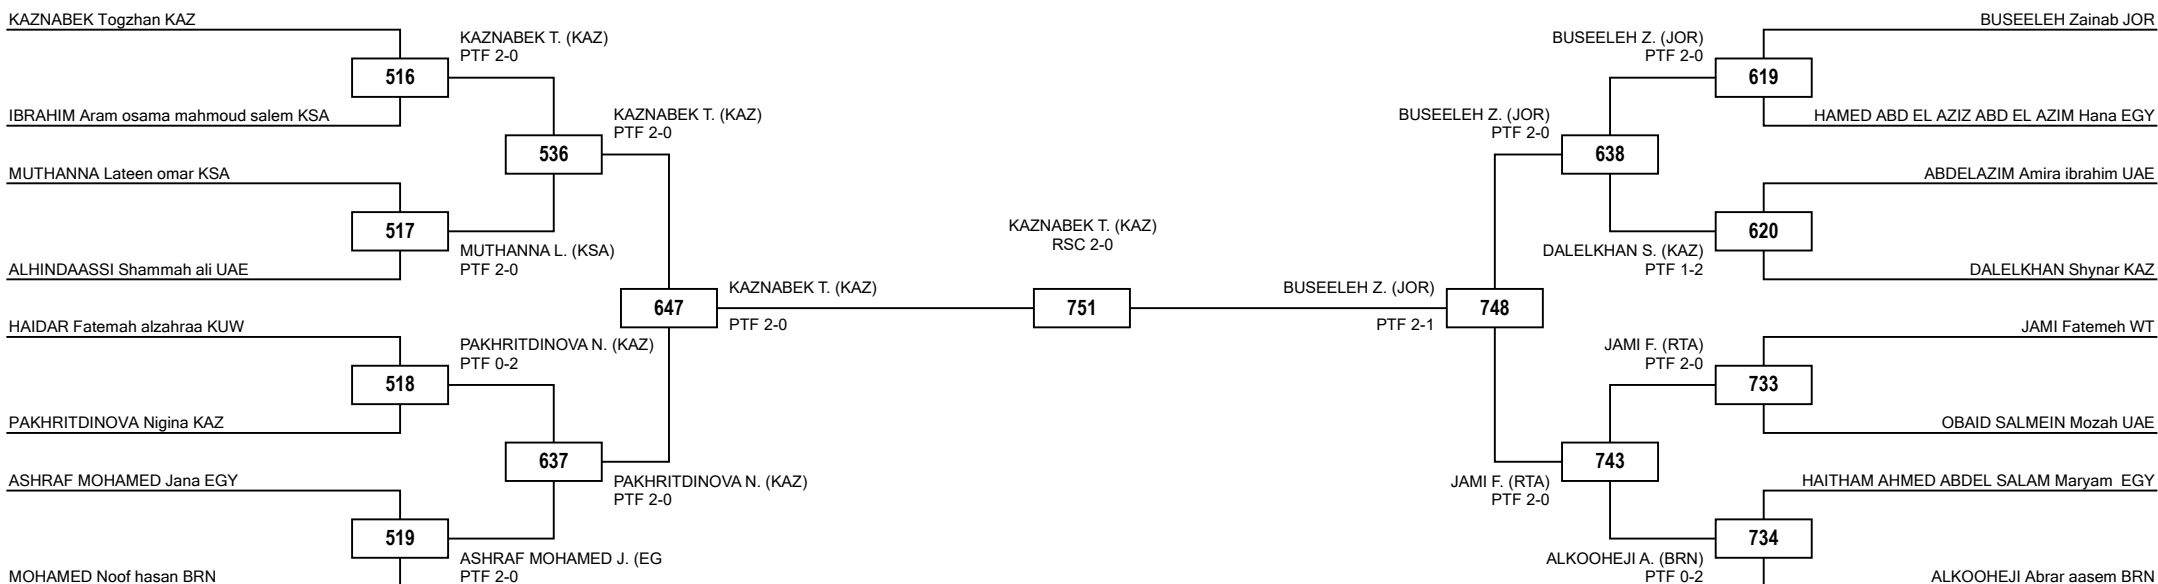 KAZNABEK Togzhan KAZ
BUSEELEH Zainab JOR
KAZNABEK T. (KAZ)
PTF 2-0
BUSEELEH Z. (JOR)
PTF 2-0
516
619
IBRAHIM Aram osama mahmoud salem KSA
KAZNABEK T. (KAZ)
PTF 2-0
BUSEELEH Z. (JOR)
PTF 2-0
HAMED ABD EL AZIZ ABD EL AZIM Hana EGY
536
638
MUTHANNA Lateen omar KSA
ABDELAZIM Amira ibrahim UAE
517
KAZNABEK T. (KAZ)
RSC 2-0
620
MUTHANNA L. (KSA)
PTF 2-0
DALELKHAN S. (KAZ)
PTF 1-2
ALHINDAASSI Shammah ali UAE
DALELKHAN Shynar KAZ
KAZNABEK T. (KAZ)
BUSEELEH Z. (JOR)
647
751
748
PTF 2-0
PTF 2-1
HAIDAR Fatemah alzahraa KUW
JAMI Fatemeh WT
PAKHRITDINOVA N. (KAZ)
PTF 0-2
JAMI F. (RTA)
PTF 2-0
518
733
PAKHRITDINOVA Nigina KAZ
OBAID SALMEIN Mozah UAE
637
743
ASHRAF MOHAMED Jana EGY
PAKHRITDINOVA N. (KAZ)
PTF 2-0
JAMI F. (RTA)
PTF 2-0
HAITHAM AHMED ABDEL SALAM Maryam EGY
519
734
ASHRAF MOHAMED J. (EG
PTF 2-0
ALKOOHEJI A. (BRN)
PTF 0-2
MOHAMED Noof hasan BRN
ALKOOHEJI Abrar aasem BRN